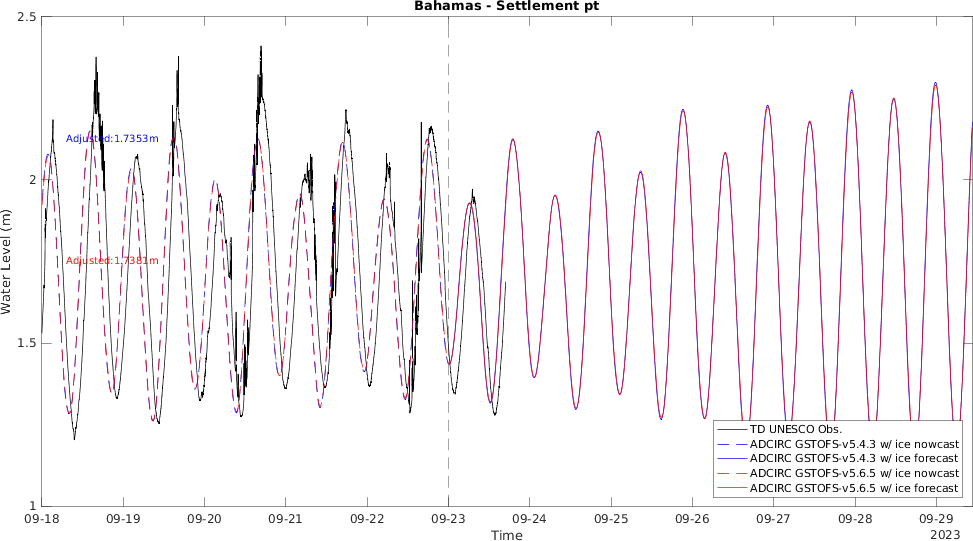 Bahamas - Settlement pt
2.5
2
1.5
1
Water Level (m)
Adjusted:1.7353m
Adjusted:1.7381m
TD UNESCO Obs.
ADCIRC GSTOFS-v5.4.3 w/ ice nowcast
ADCIRC GSTOFS-v5.4.3 w/ ice forecast
ADCIRC GSTOFS-v5.6.5 w/ ice nowcast
ADCIRC GSTOFS-v5.6.5 w/ ice forecast
09-18 09-19 09-20 09-21 09-22 09-23 09-24 09-25 09-26 09-27 09-28 09-29
Time
2023